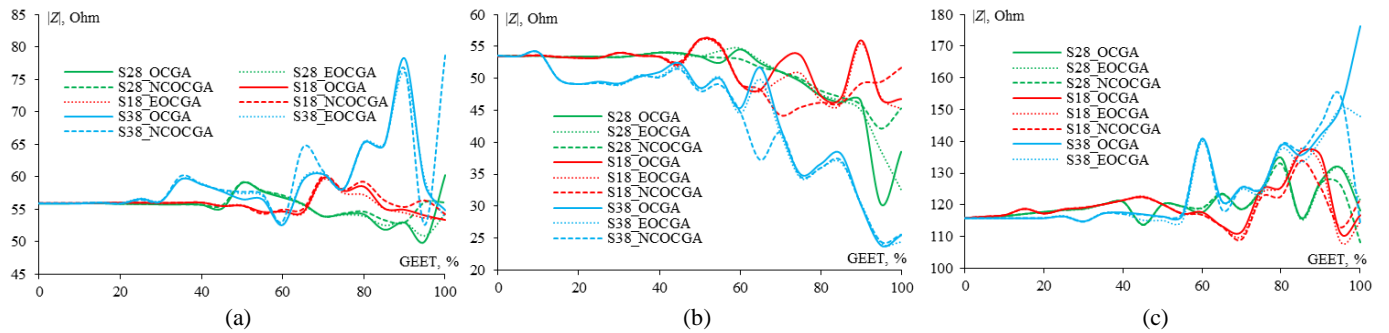 |Z|, Ohm
85
80
75
70
65
60
55
50
45
0 20 40 60 80 100
GEET, %
S28_OCGA S28_EOCGA
S28_NCOCGA S18_OCGA
S18_EOCGA S18_NCOCGA
S38_OCGA S38_EOCGA
S38_NCOCGA
(a)
|Z|, Ohm
60
55
50
45
40
35
30
25
20
0 20 40 60 80 100
GEET, %
S28_OCGA
S28_EOCGA
S28_NCOCGA
S18_OCGA
S18_EOCGA
S18_NCOCGA
S38_OCGA
S38_EOCGA
S38_NCOCGA
(b)
|Z|, Ohm
180
170
160
150
140
130
120
110
100
0 20 40 60 80 100
GEET, %
S28_OCGA
S28_EOCGA
S28_NCOCGA
S18_OCGA
S18_EOCGA
S18_NCOCGA
S38_OCGA
S38_EOCGA
(c)